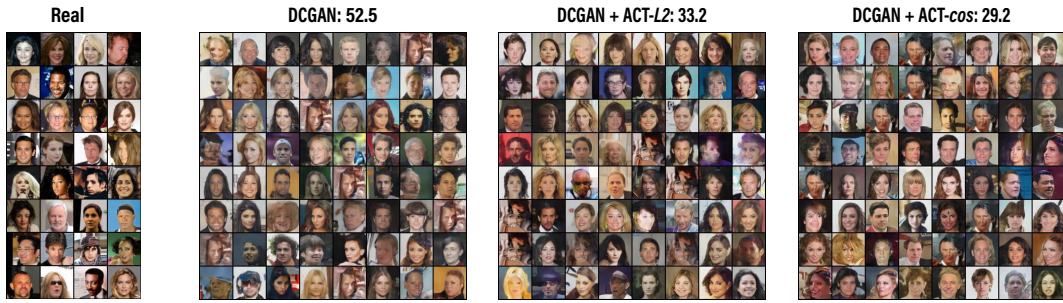 Real
DCGAN: 52.5
DCGAN + ACT-L2: 33.2
DCGAN + ACT-cos: 29.2